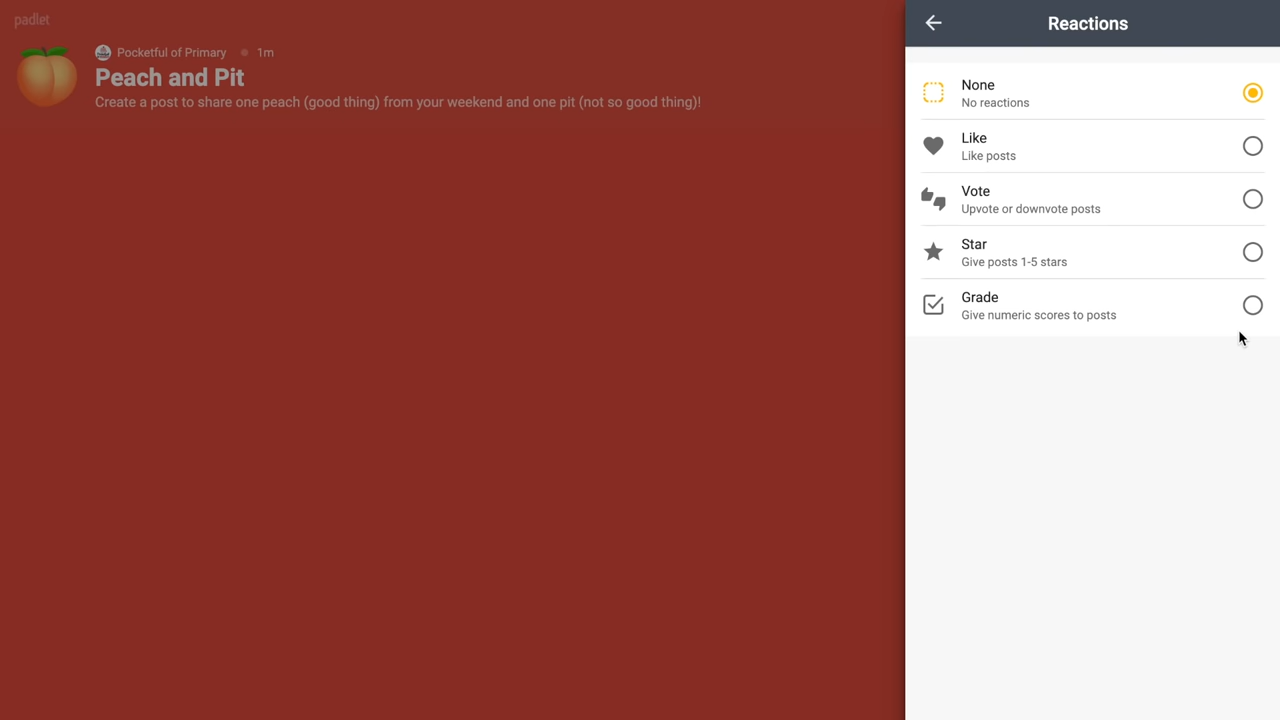 padlet
Pocketful of Primary 1m
Peach and Pit
Create a post to share one peach (good thing) from your weekend and one pit (not so good thing)!
Reactions
None
No reactions
Like
Like posts
Vote
Upvote or downvote posts
Star
Give posts 1-5 stars
Grade
Give numeric scores to posts